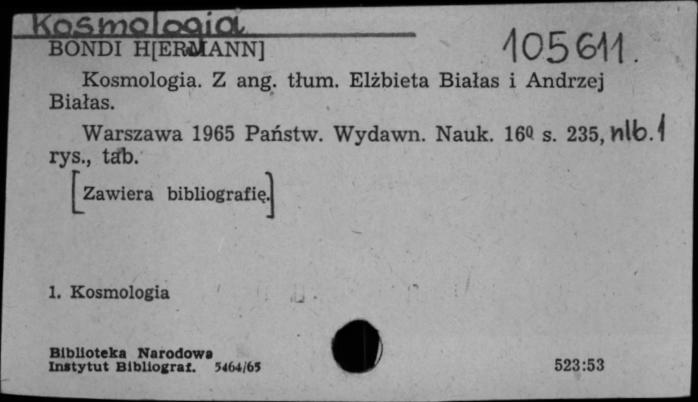 Kosmologia
BONDI H[ERMANN] 105611.
Kosmologia. Z ang. tłum. Elżbieta Białas i Andrzej
Białas.
Warszawa 1965 Państw. Wydawn. Nauk. 16º s. 235, nlb. 1
rys., tab.
[Zawiera bibliografię.]
1. Kosmologia
Biblioteka Narodowa
Instytut Bibliograf. 5464/65 523:53